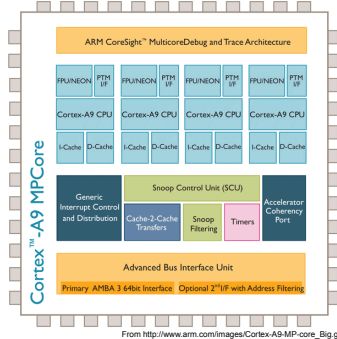 ARM CoreSight™ MulticoreDebug and Trace Architecture
FPU/NEON PTM I/F FPU/NEON PTM I/F FPU/NEON PTM I/F FPU/NEON PTM I/F
Cortex-A9 CPU Cortex-A9 CPU Cortex-A9 CPU Cortex-A9 CPU
I-Cache D-Cache I-Cache D-Cache I-Cache D-Cache I-Cache D-Cache
Generic
Interrupt Control
and Distribution
Snoop Control Unit (SCU)
Cache-2-Cache
Transfers
Snoop
Filtering
Timers
Accelerator
Coherency
Port
Advanced Bus Interface Unit
Primary AMBA 3 64bit Interface
Optional 2nd I/F with Address Filtering
Cortex™-A9 MPCore
From http://www.arm.com/images/Cortex-A9-MP-core_Big.g